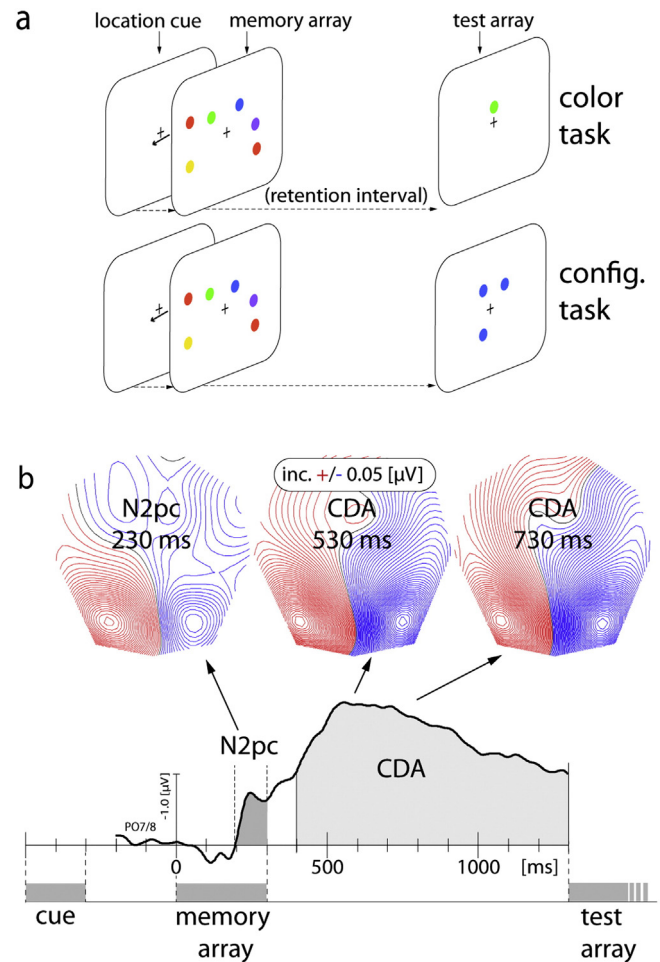 a
location cue
memory array
test array
color
task
(retention interval)
config.
task
b
inc. +/- 0.05 [µV]
N2pc
230 ms
CDA
530 ms
CDA
730 ms
N2pc
CDA
-1.0 [µV]
PO7/8
0
500
1000
[ms]
cue
memory
array
test
array